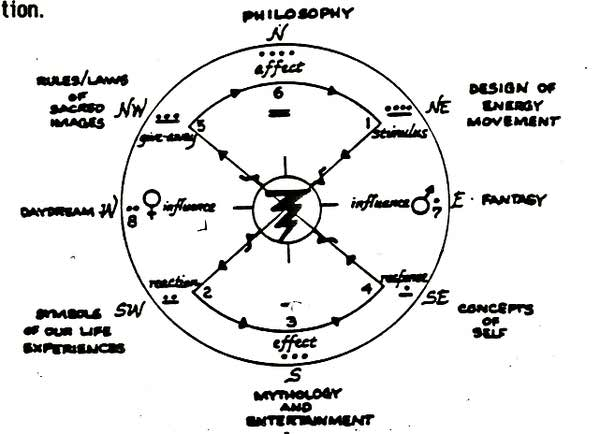 tion.
PHILOSOPHY
N
affect
6
RULES/LAWS
OF
SACRED
IMAGES
NW
give-away
5
1
stimulus
NE
DESIGN OF
ENERGY
MOVEMENT
DAYDREAM W
8
♀ influence
influence ♂
7
E - FANTASY
reaction
2
SW
SYMBOLS
OF OUR LIFE
EXPERIENCES
response
4
SE
CONCEPTS
OF
SELF
3
effect
S
MYTHOLOGY
AND
ENTERTAINMENT